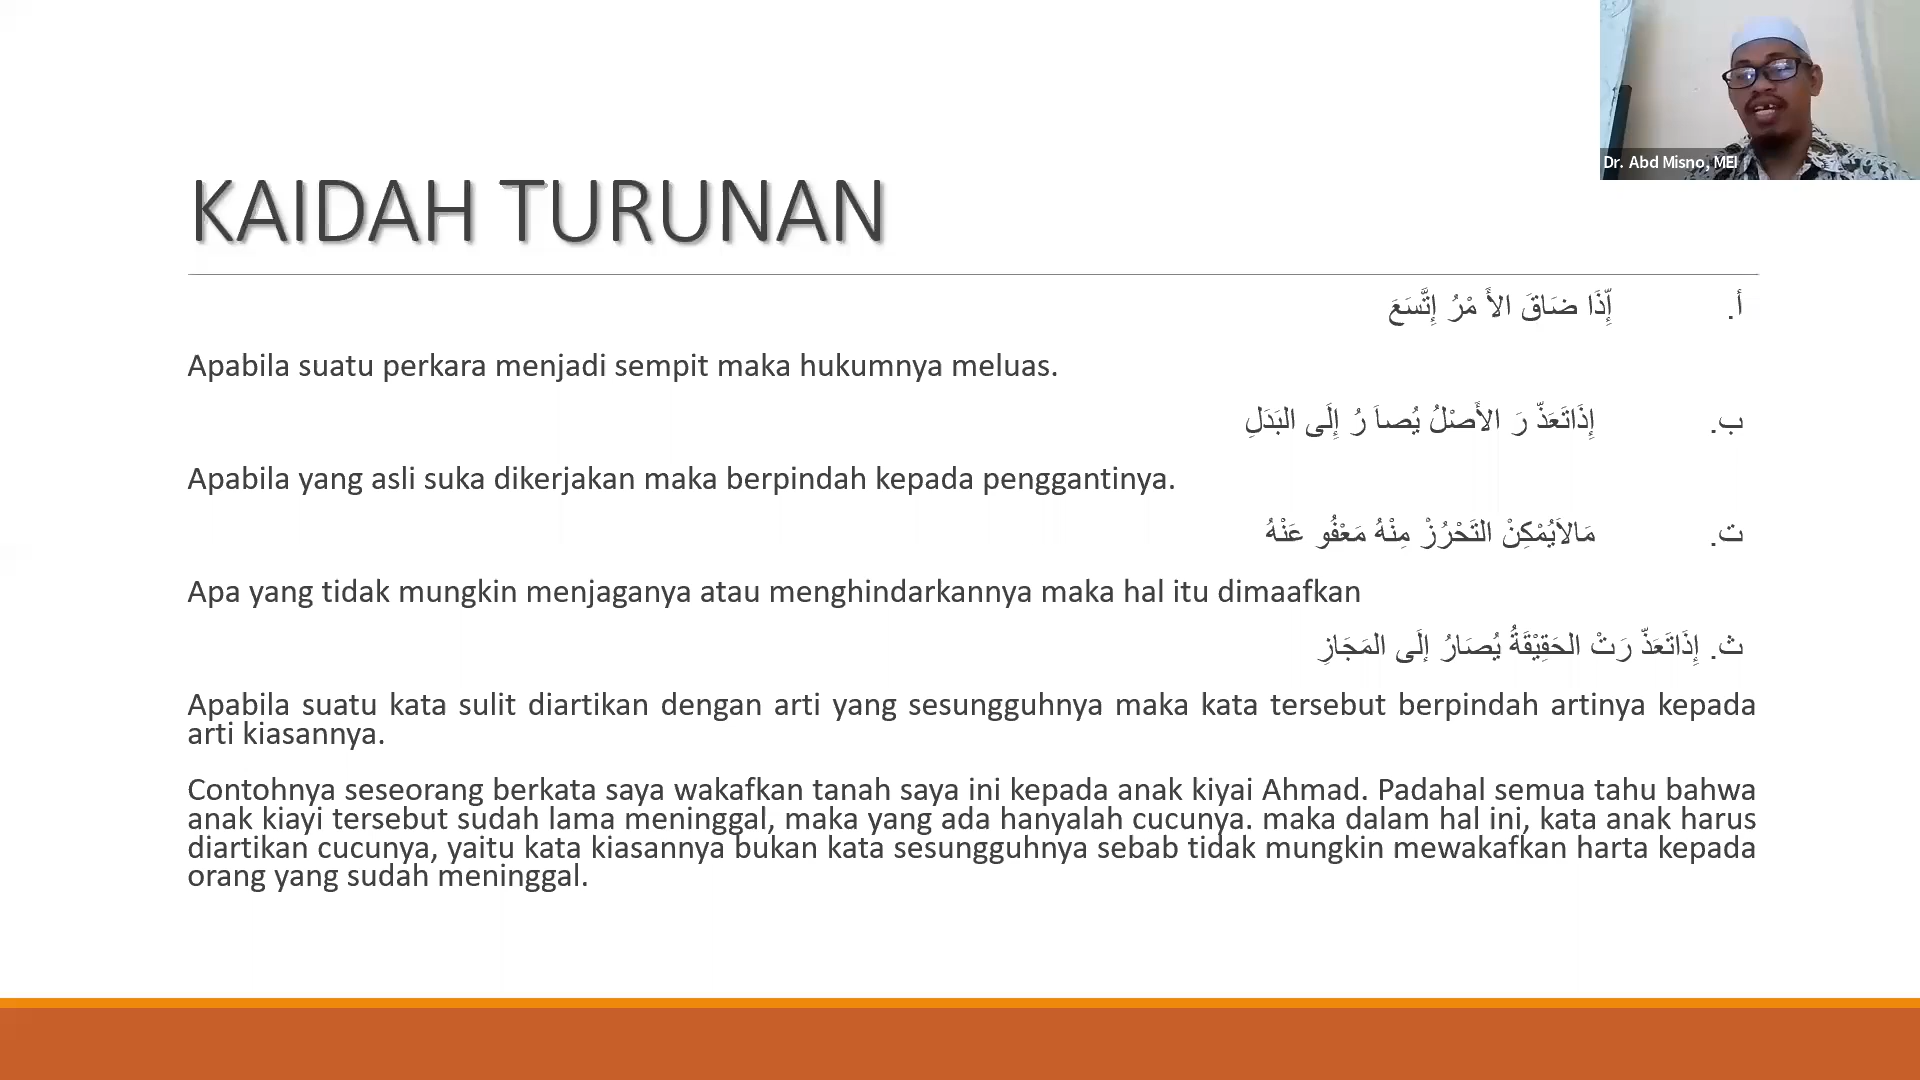 Dr. Abd Misno, MEI
KAIDAH TURUNAN
أ. إِّذَا ضَاقَ الأَ مْرُ إِتَّسَعَ
Apabila suatu perkara menjadi sempit maka hukumnya meluas.
ب. إِذَاتَعَذّ رَ الأَصْلُ يُصاَ رُ إِلَى البَدَلِ
Apabila yang asli suka dikerjakan maka berpindah kepada penggantinya.
ت. مَالاَيُمْكِنْ التَحْرُزْ مِنْهُ مَعْفُو عَنْهُ
Apa yang tidak mungkin menjaganya atau menghindarkannya maka hal itu dimaafkan
ث. إِذَاتَعَذّ رَتْ الحَقِيْقَةُ يُصَارُ إلَى المَجَازِ
Apabila suatu kata sulit diartikan dengan arti yang sesungguhnya maka kata tersebut berpindah artinya kepada
arti kiasannya.
Contohnya seseorang berkata saya wakafkan tanah saya ini kepada anak kiyai Ahmad. Padahal semua tahu bahwa
anak kiayi tersebut sudah lama meninggal, maka yang ada hanyalah cucunya. maka dalam hal ini, kata anak harus
diartikan cucunya, yaitu kata kiasannya bukan kata sesungguhnya sebab tidak mungkin mewakafkan harta kepada
orang yang sudah meninggal.